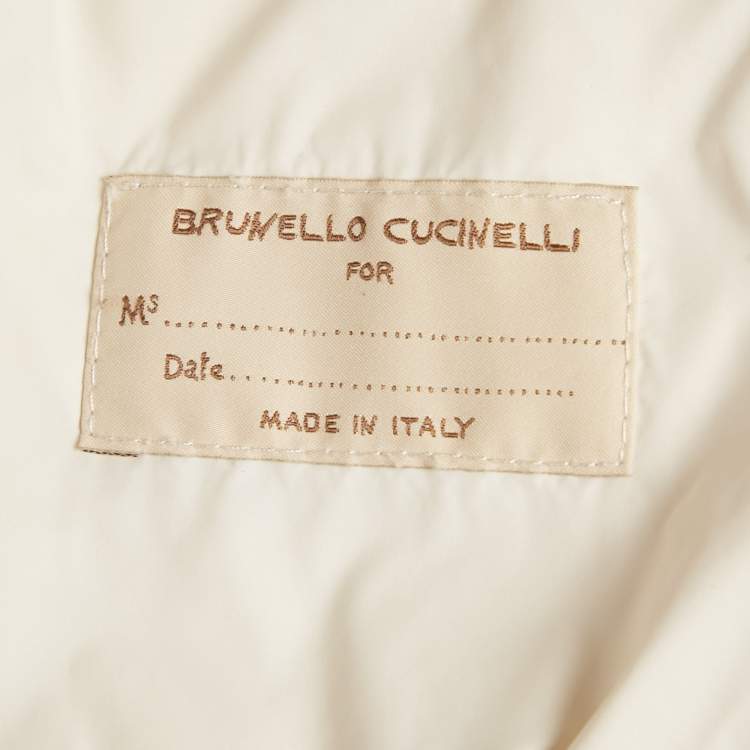 BRUNELLO CUCINELLI
FOR
Ms..............................................................
Date.............................................
MADE IN ITALY